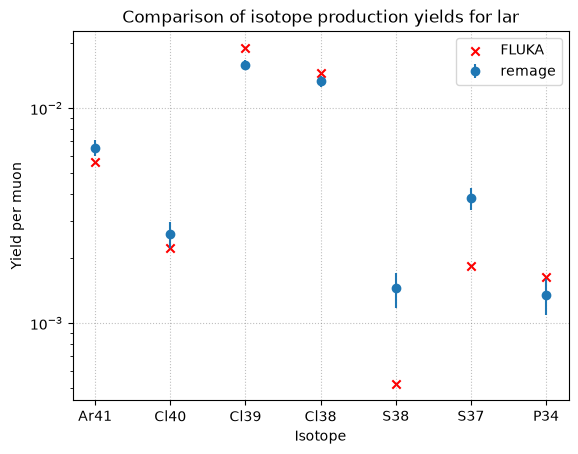 Comparison of isotope production yields for lar
FLUKA
remage
Yield per muon
10⁻²
10⁻³
Ar41 Cl40 Cl39 Cl38 S38 S37 P34
Isotope